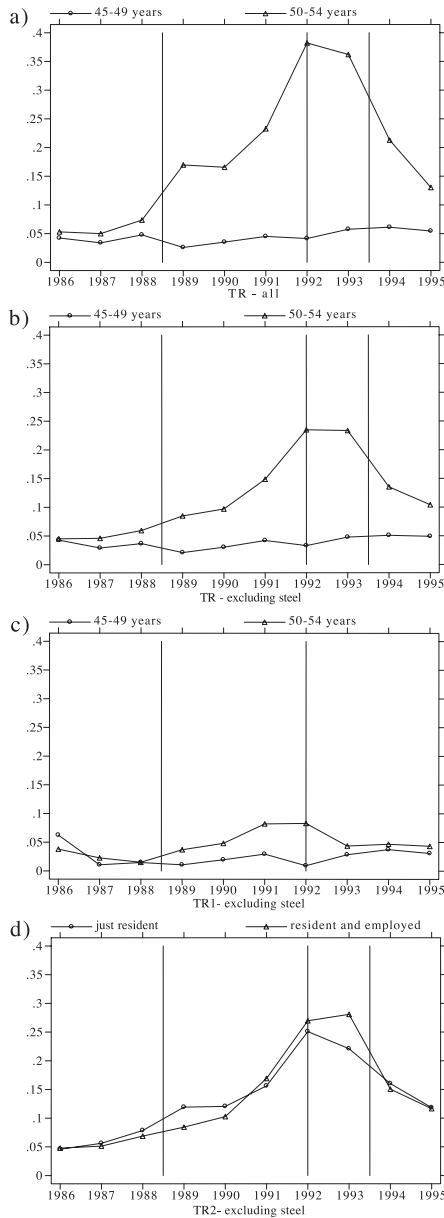 a)
45-49 years 50-54 years
.4
.35
.3
.25
.2
.15
.1
.05
0
1986 1987 1988 1989 1990 1991 1992 1993 1994 1995
TR - all
b)
45-49 years 50-54 years
.4
.35
.3
.25
.2
.15
.1
.05
0
1986 1987 1988 1989 1990 1991 1992 1993 1994 1995
TR - excluding steel
c)
45-49 years 50-54 years
.4
.35
.3
.25
.2
.15
.1
.05
0
1986 1987 1988 1989 1990 1991 1992 1993 1994 1995
TR1- excluding steel
d)
just resident resident and employed
.4
.35
.3
.25
.2
.15
.1
.05
0
1986 1987 1988 1989 1990 1991 1992 1993 1994 1995
TR2- excluding steel